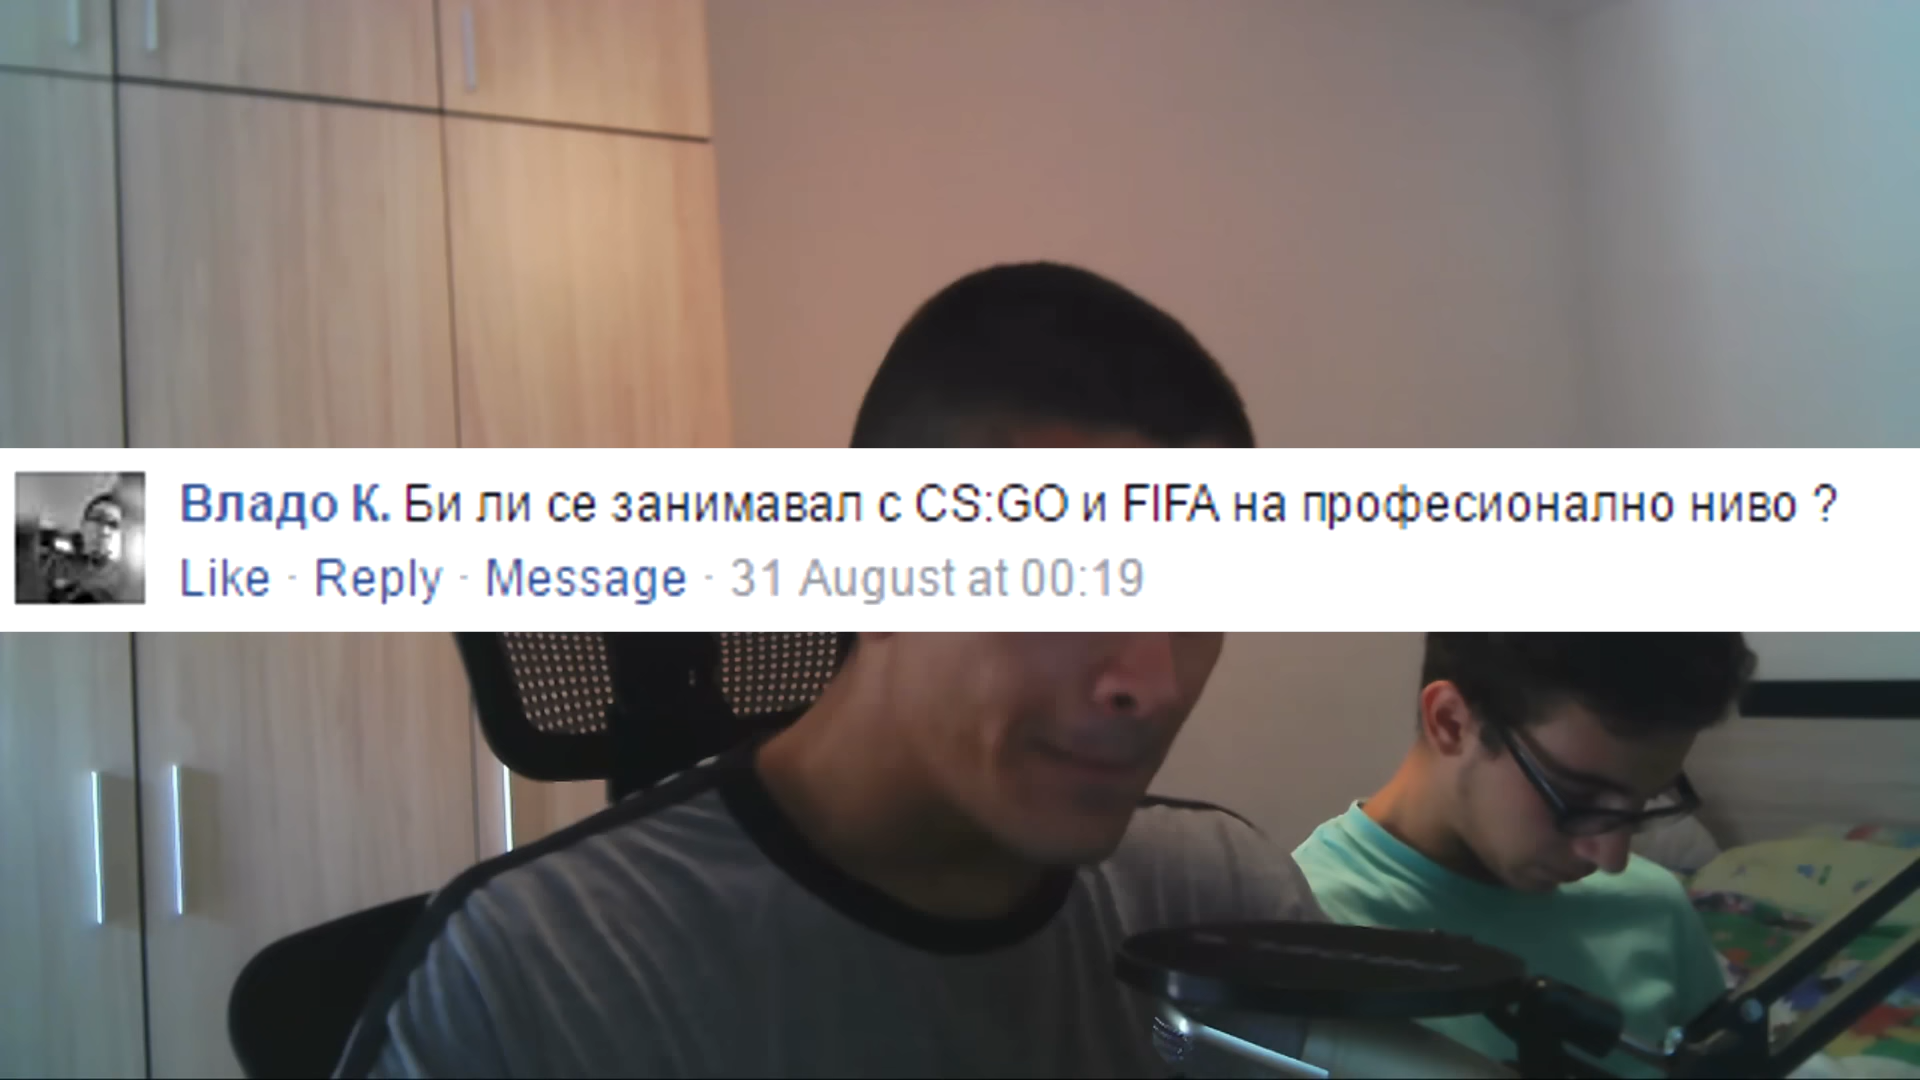 Владо К. Би ли се занимавал с CS:GO и FIFA на професионално ниво ?
Like · Reply · Message · 31 August at 00:19